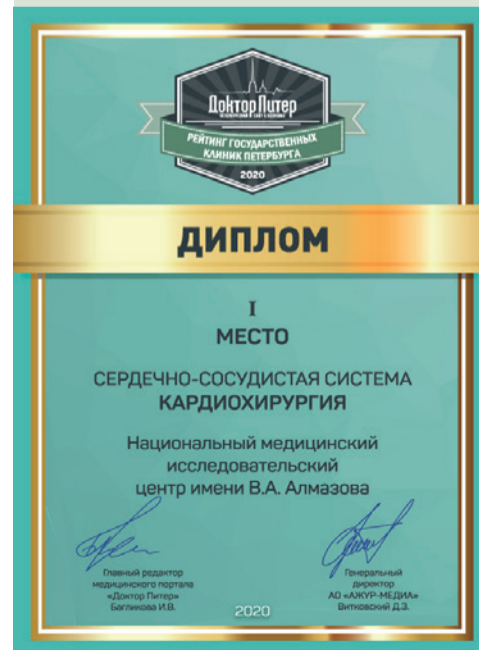 Доктор Питер
РЕЙТИНГ ГОСУДАРСТВЕННЫХ
КЛИНИК ПЕТЕРБУРГА
2020
ДИПЛОМ
I
МЕСТО
СЕРДЕЧНО-СОСУДИСТАЯ СИСТЕМА
КАРДИОХИРУРГИЯ
Национальный медицинский
исследовательский
центр имени В.А. Алмазова
Главный редактор
медицинского портала
«Доктор Питер»
Багликова И.В.
Генеральный
директор
АО «АЖУР-МЕДИА»
Витковский Д.Э.
2020